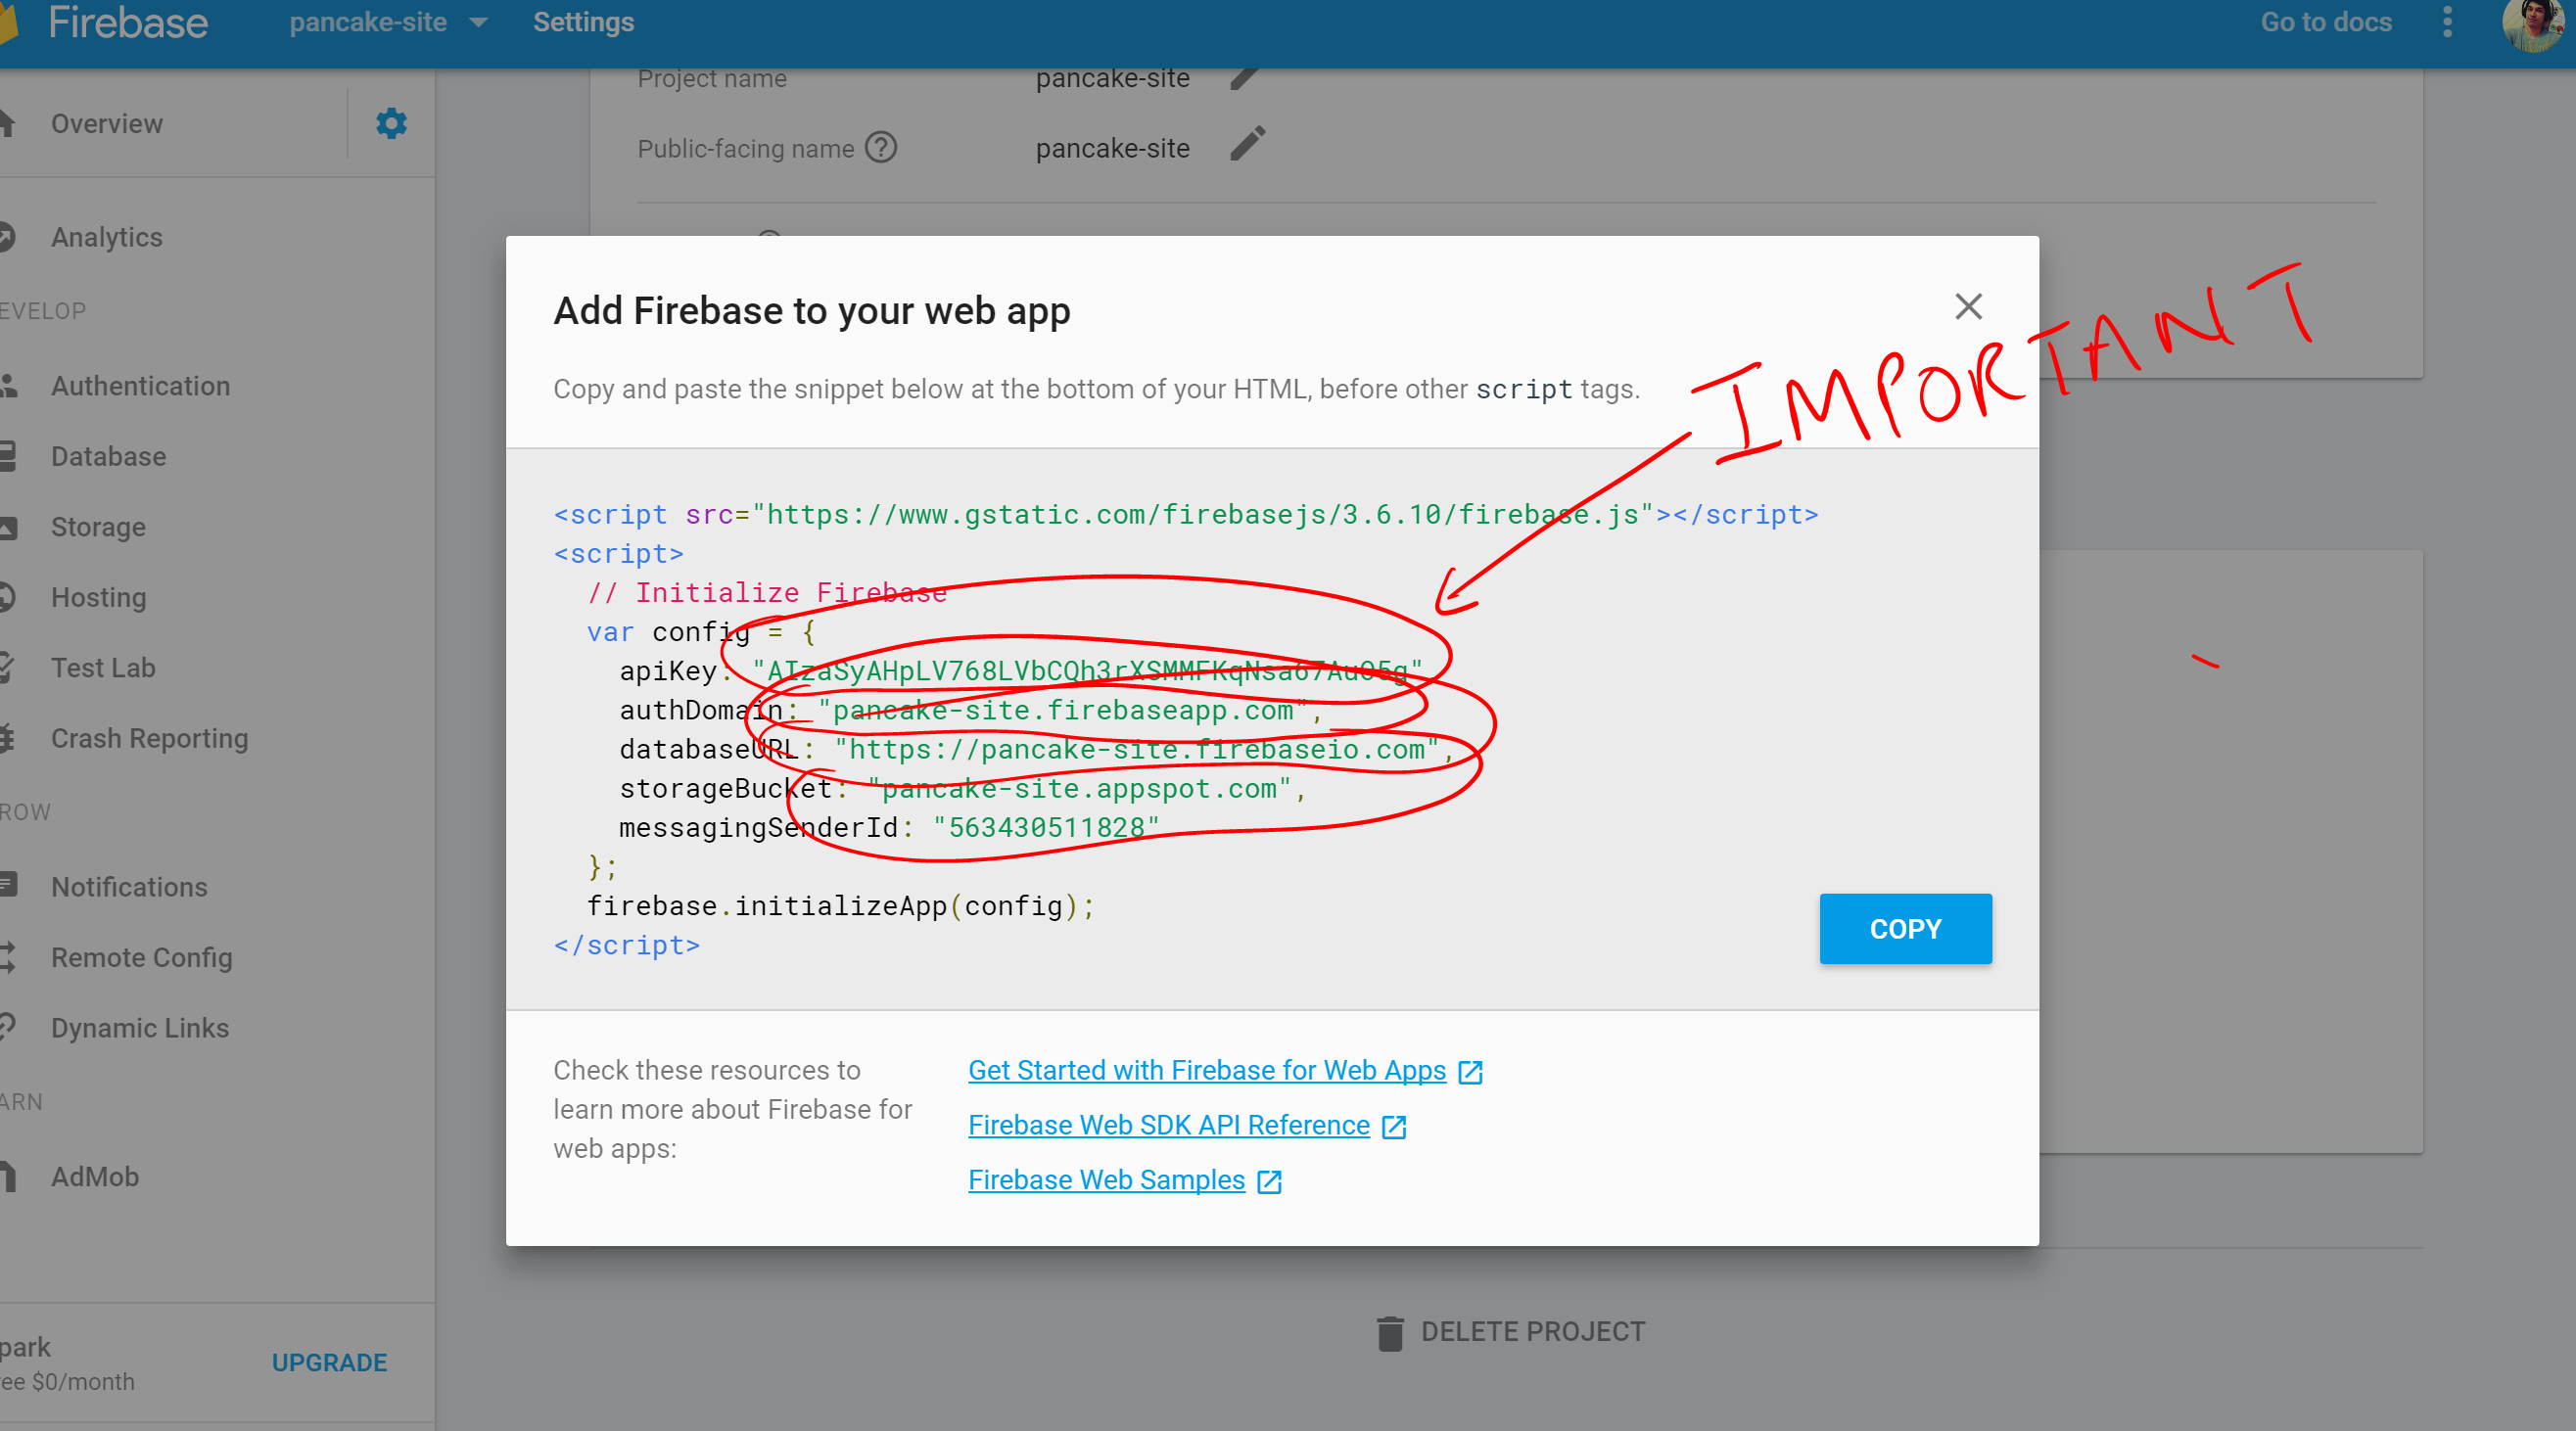 Firebase
pancake-site
Settings
Go to docs
Project name
pancake-site
Overview
Public-facing name
pancake-site
Analytics
EVELOP
Authentication
Database
Storage
Hosting
Test Lab
Crash Reporting
ROW
Notifications
Remote Config
Dynamic Links
ARN
AdMob
park
ee $0/month
UPGRADE
Add Firebase to your web app
Copy and paste the snippet below at the bottom of your HTML, before other script tags.
IMPORTANT
<script src="https://www.gstatic.com/firebasejs/3.6.10/firebase.js"></script>
<script>
// Initialize Firebase
var config = {
apiKey: "AIzaSyAHpLV768LVbCQh3rXSMMFKqNsa67AuO5g"
authDomain: "pancake-site.firebaseapp.com",
databaseURL: "https://pancake-site.firebaseio.com",
storageBucket: "pancake-site.appspot.com",
messagingSenderId: "563430511828"
};
firebase.initializeApp(config);
</script>
COPY
Check these resources to
learn more about Firebase for
web apps:
Get Started with Firebase for Web Apps
Firebase Web SDK API Reference
Firebase Web Samples
DELETE PROJECT